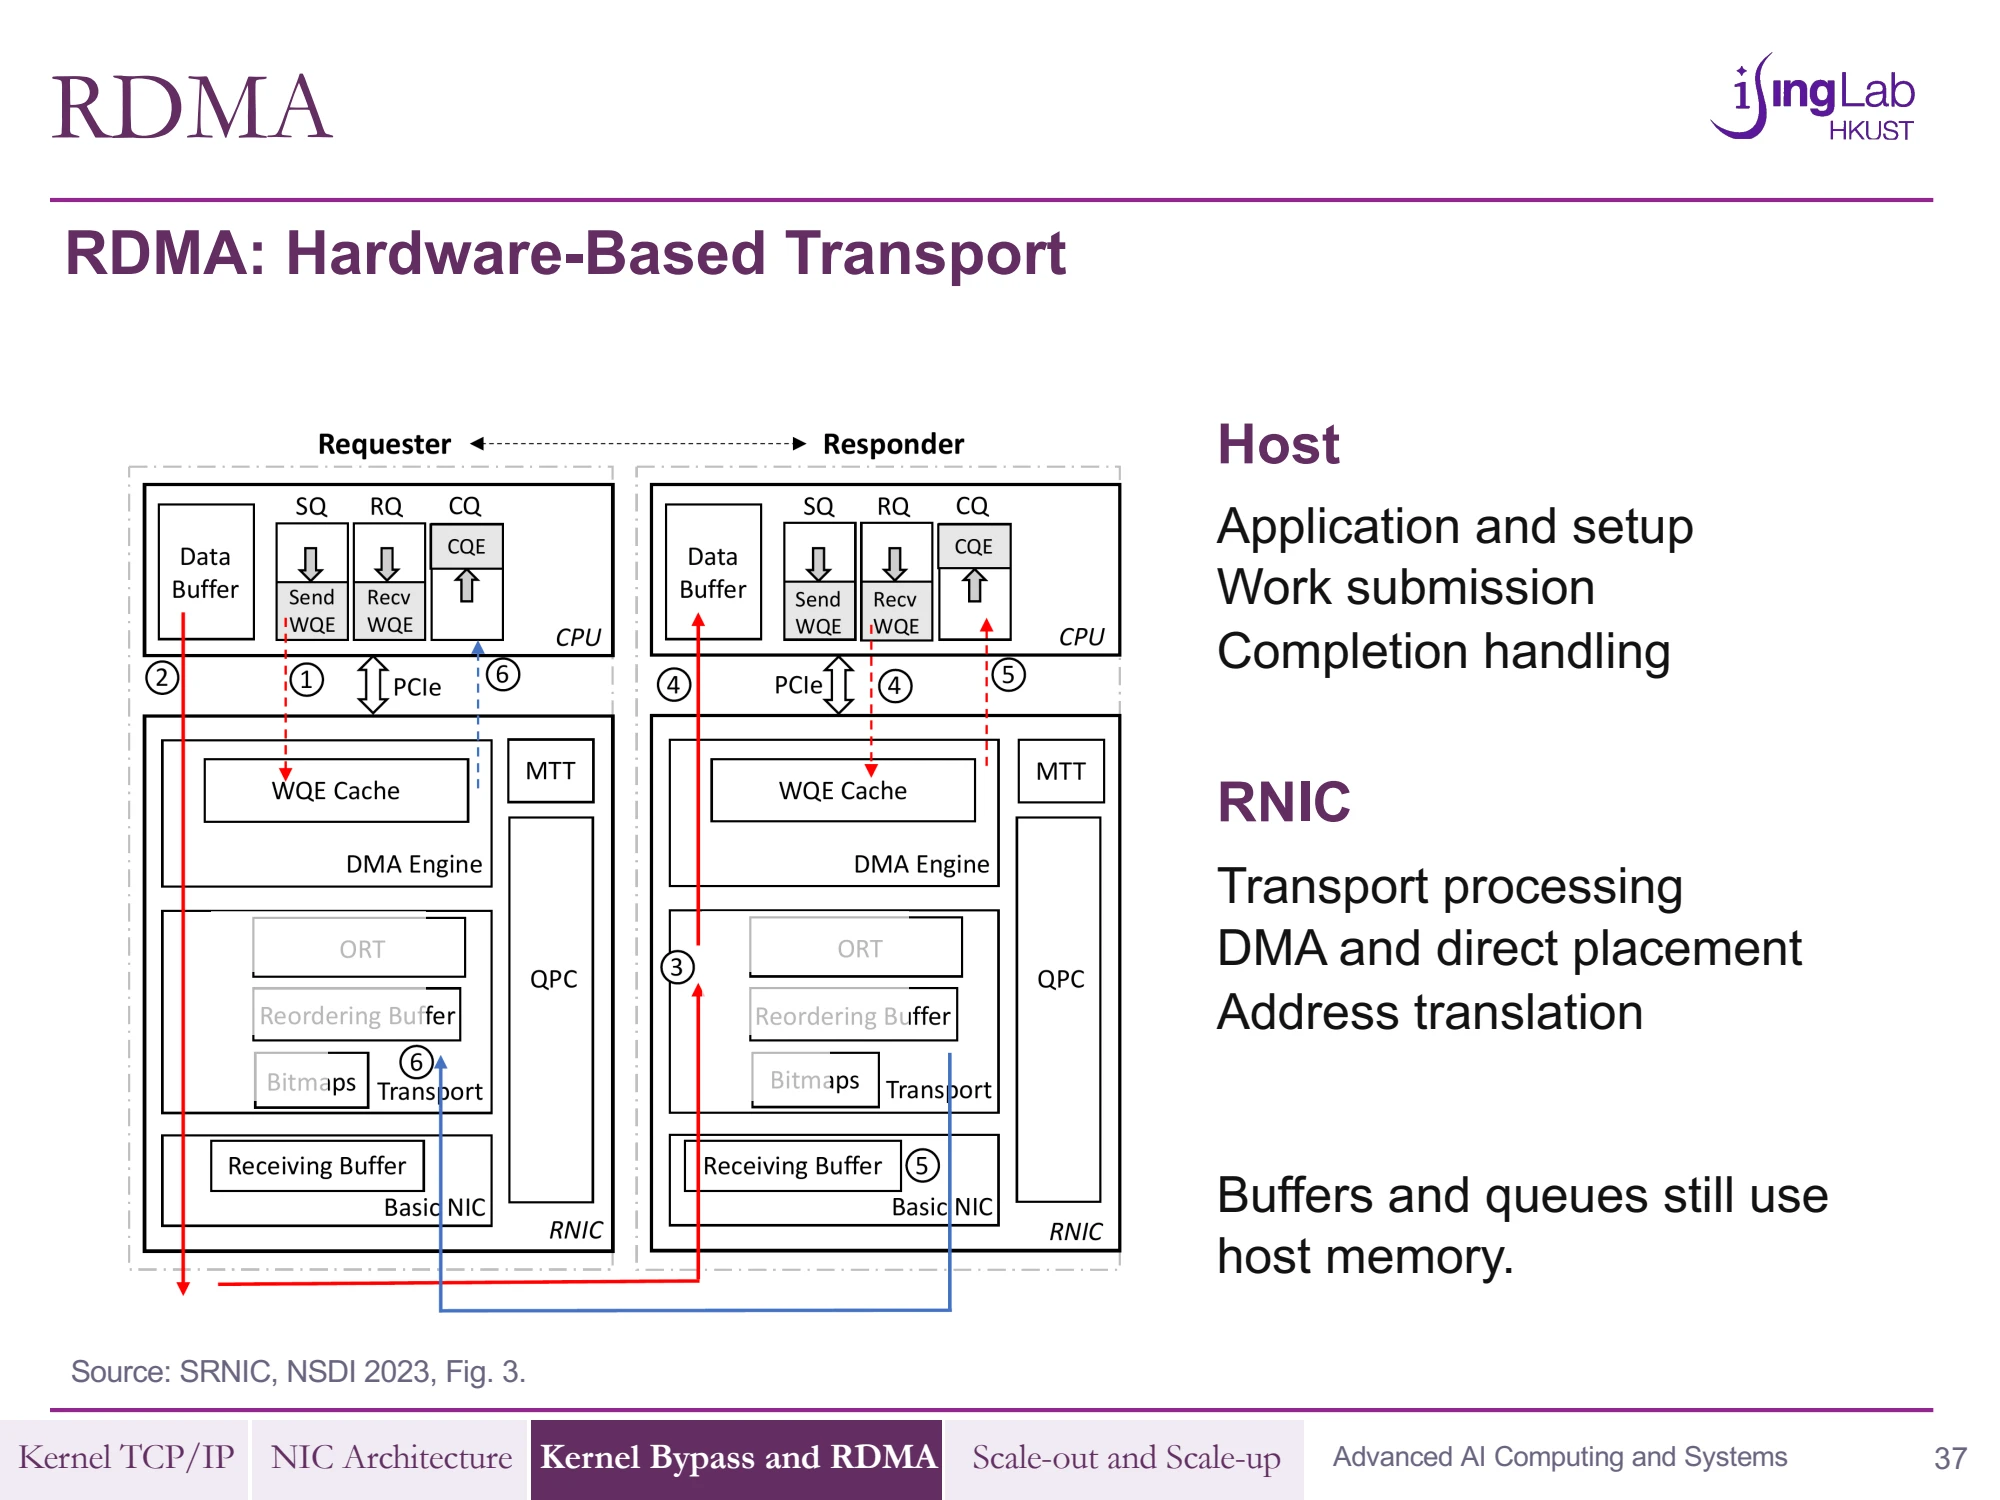 RDMA
iSingLab
HKUST
RDMA: Hardware-Based Transport
Requester
Responder
SQ RQ CQ
Data
Buffer
CQE
Send
WQE
Recv
WQE
CPU
SQ RQ CQ
Data
Buffer
CQE
Send
WQE
Recv
WQE
CPU
2 1 PCIe 6
4 PCIe 4 5
WQE Cache
DMA Engine
MTT
ORT
Reordering Buffer
6
Bitmaps
Transport
QPC
Receiving Buffer
Basic NIC
RNIC
WQE Cache
DMA Engine
MTT
ORT
3
Reordering Buffer
Bitmaps
Transport
QPC
Receiving Buffer
5
Basic NIC
RNIC
Host
Application and setup
Work submission
Completion handling
RNIC
Transport processing
DMA and direct placement
Address translation
Buffers and queues still use
host memory.
Source: SRNIC, NSDI 2023, Fig. 3.
Kernel TCP/IP
NIC Architecture
Kernel Bypass and RDMA
Scale-out and Scale-up
Advanced AI Computing and Systems
37